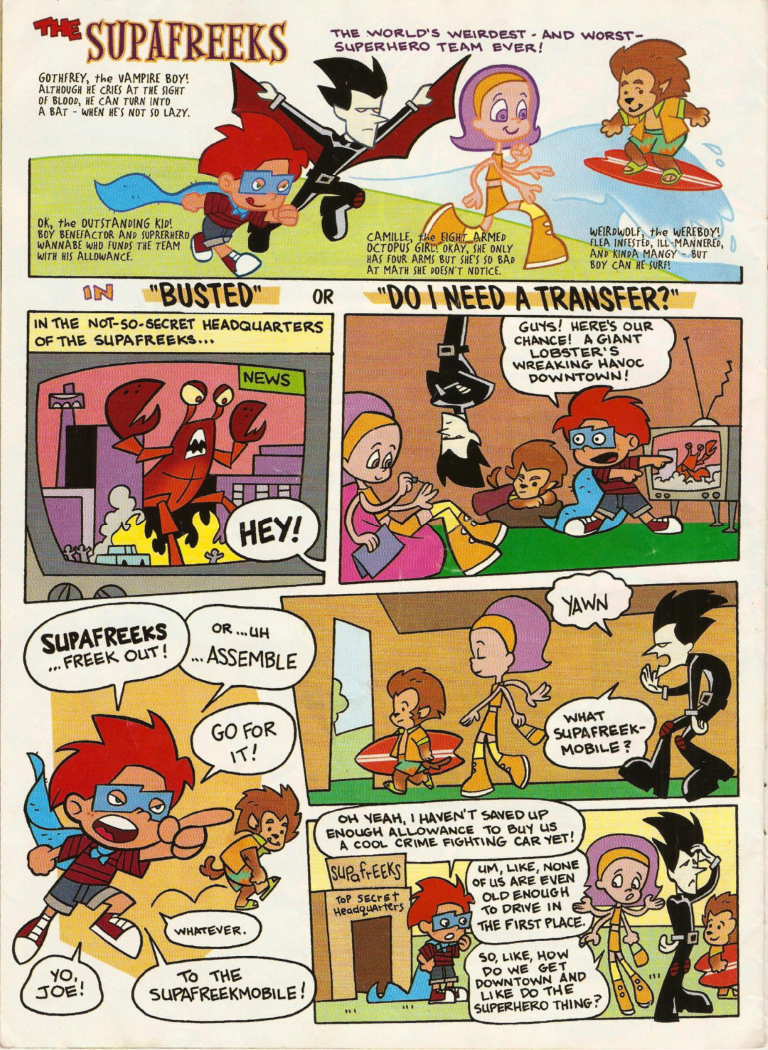 THE SUPAFREEKS
THE WORLD'S WEIRDEST - AND WORST-
SUPERHERO TEAM EVER!
GOTHFREY, the VAMPIRE BOY!
ALTHOUGH HE CRIES AT THE SIGHT
OF BLOOD, HE CAN TURN INTO
A BAT - WHEN HE'S NOT SO LAZY.
OK, the OUTSTANDING KID!
BOY BENEFACTOR AND SUPRERHERO
WANNABE WHO FUNDS THE TEAM
WITH HIS ALLOWANCE.
CAMILLE, the EIGHT ARMED
OCTOPUS GIRL! OKAY, SHE ONLY
HAS FOUR ARMS BUT SHE'S SO BAD
AT MATH SHE DOESN'T NOTICE.
WEIRDWOLF, the WEREBOY!
FLEA INFESTED, ILL-MANNERED,
AND KINDA MANGY - BUT
BOY CAN HE SURF!
IN "BUSTED" OR "DO I NEED A TRANSFER?"
IN THE NOT-SO-SECRET HEADQUARTERS
OF THE SUPAFREEKS...
NEWS
HEY!
GUYS! HERE'S OUR
CHANCE! A GIANT
LOBSTER'S
WREAKING HAVOC
DOWNTOWN!
SUPAFREEKS
...FREEK OUT!
OR...UH
...ASSEMBLE
GO FOR
IT!
WHATEVER.
YO,
JOE!
TO THE
SUPAFREEKMOBILE!
YAWN
WHAT
SUPAFREEK-
MOBILE?
OH YEAH, I HAVEN'T SAVED UP
ENOUGH ALLOWANCE TO BUY US
A COOL CRIME FIGHTING CAR YET!
SUPAFREEKS
TOP SECRET
Headquarters
UM, LIKE, NONE
OF US ARE EVEN
OLD ENOUGH
TO DRIVE IN
THE FIRST PLACE.
SO, LIKE, HOW
DO WE GET
DOWNTOWN AND
LIKE DO THE
SUPERHERO THING?